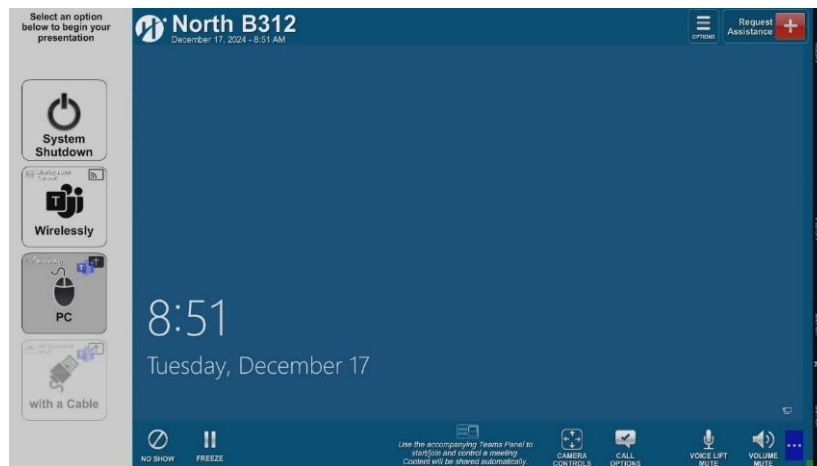 Select an option
below to begin your
presentation
North B312
December 17, 2024 - 8:51 AM
OPTIONS
Request
Assistance
System
Shutdown
Wirelessly
PC
with a Cable
8:51
Tuesday, December 17
NO SHOW
FREEZE
Use the accompanying Teams Panel to
start/join and control a meeting
Content will be shared automatically.
CAMERA
CONTROLS
CALL
OPTIONS
VOICE LIFT
MUTE
VOLUME
MUTE